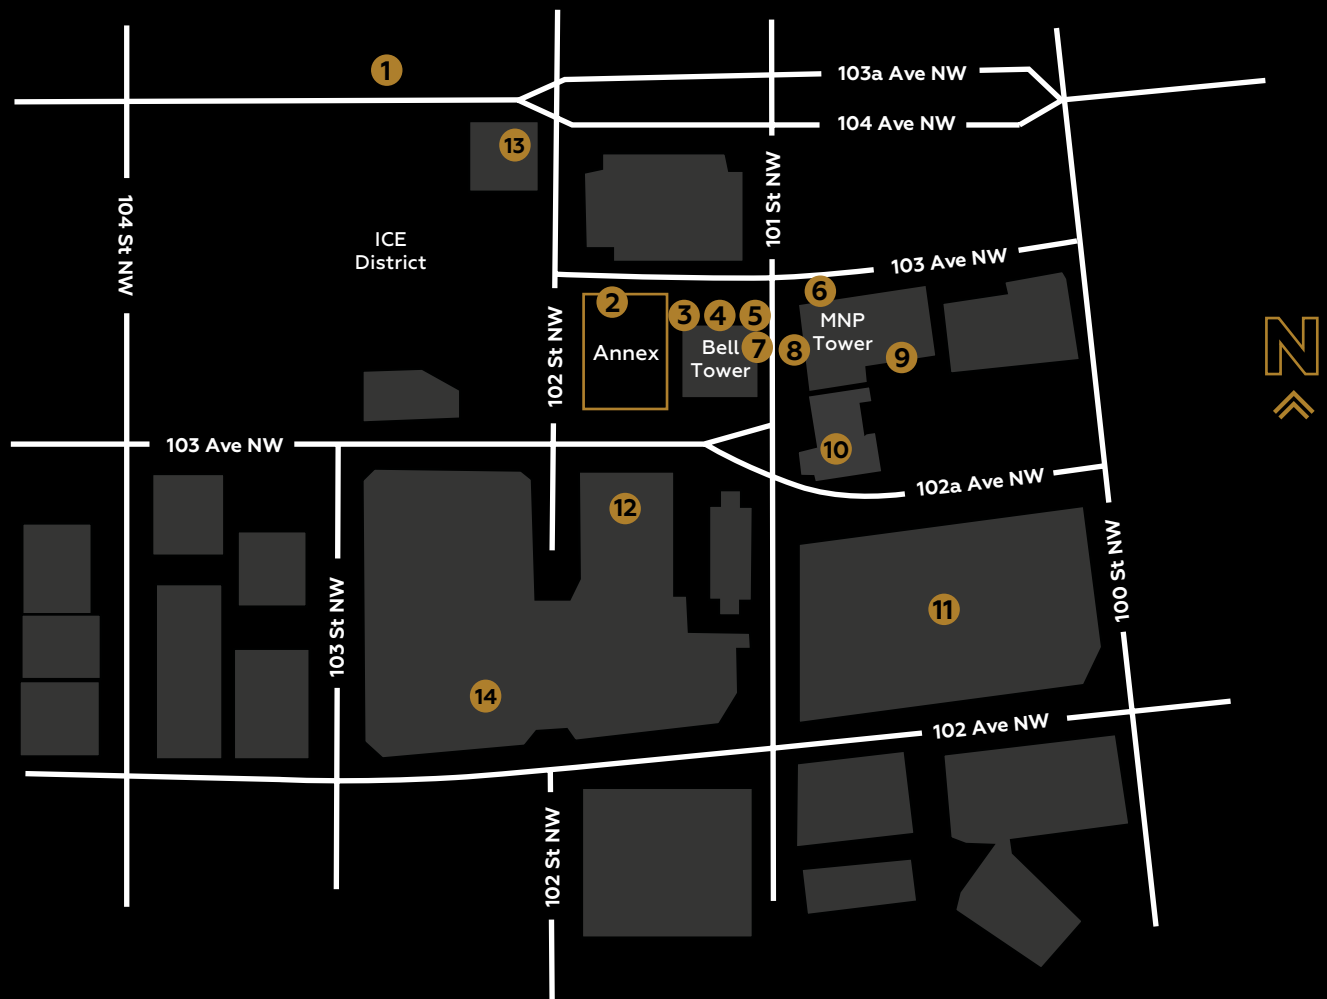 1
103a Ave NW
104 Ave NW
13
104 St NW
101 St NW
ICE
District
103 Ave NW
2
3
4
5
6
MNP
Tower
102 St NW
Annex
Bell
Tower
7
8
9
N
103 Ave NW
10
102a Ave NW
12
103 St NW
100 St NW
11
14
102 Ave NW
102 St NW